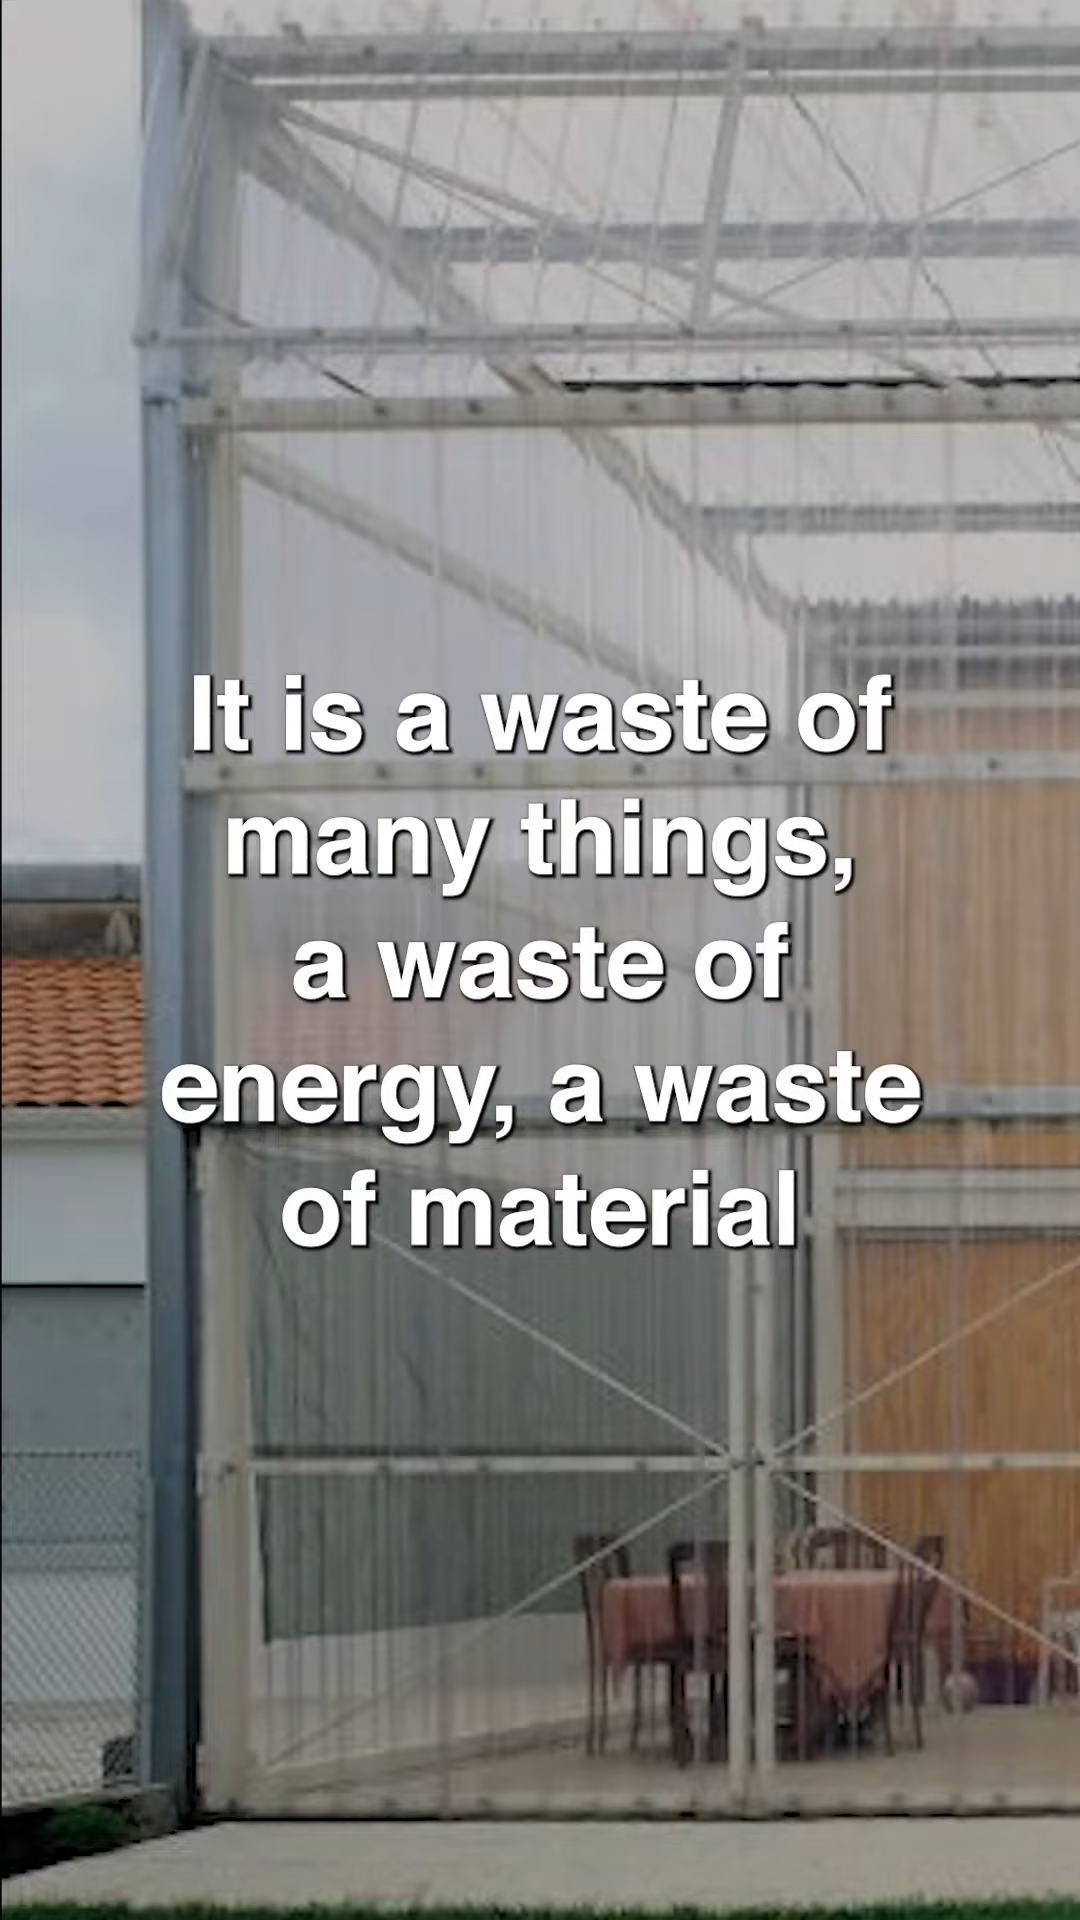 It is a waste of
many things,
a waste of
energy, a waste
of material